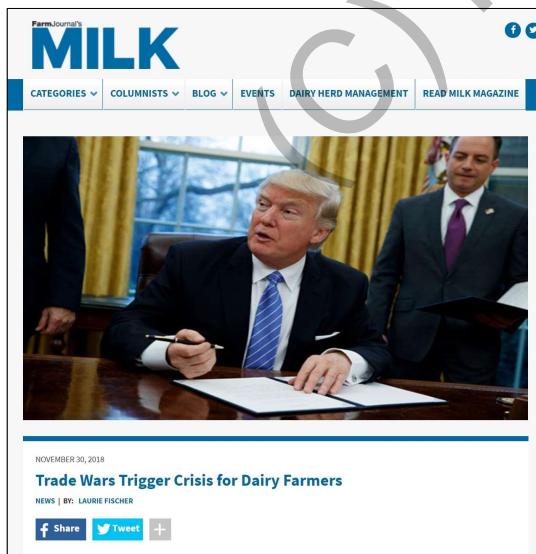 FarmJournal's
MILK
CATEGORIES COLUMNISTS BLOG EVENTS DAIRY HERD MANAGEMENT READ MILK MAGAZINE
NOVEMBER 30, 2018
Trade Wars Trigger Crisis for Dairy Farmers
NEWS | BY: LAURIE FISCHER
Share Tweet
(C)